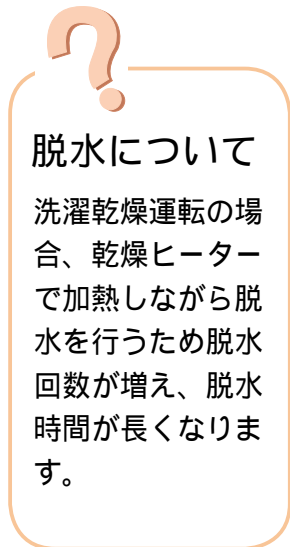 脱水について
洗濯乾燥運転の場
合、乾燥ヒーター
で加熱しながら脱
水を行うため脱水
回数が増え、脱水
時間が長くなりま
す。